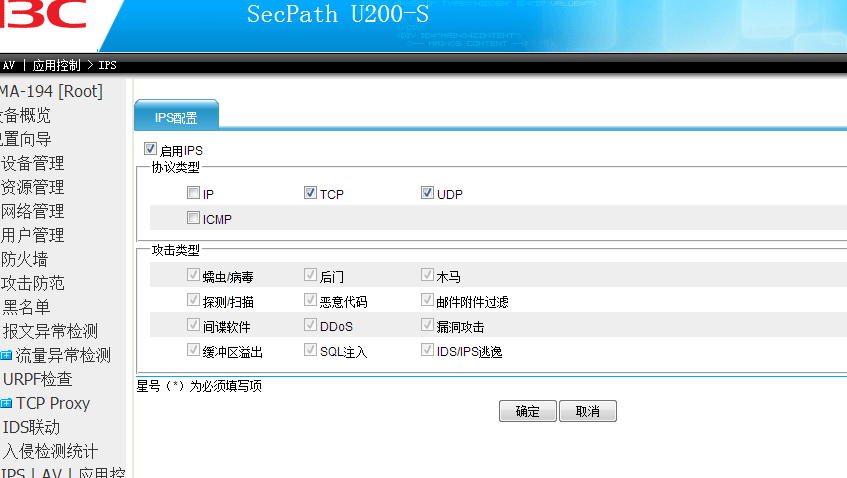 H3C
SecPath U200-S
AV | 应用控制 > IPS
MA-194 [Root]
设备概览
配置向导
设备管理
资源管理
网络管理
用户管理
防火墙
攻击防范
黑名单
报文异常检测
流量异常检测
URPF检查
TCP Proxy
IDS联动
入侵检测统计
IPS | AV | 应用控
IPS配置
启用IPS
协议类型
IP TCP UDP
ICMP
攻击类型
蠕虫/病毒 后门 木马
探测/扫描 恶意代码 邮件附件过滤
间谍软件 DDoS 漏洞攻击
缓冲区溢出 SQL注入 IDS/IPS逃逸
星号（*）为必须填写项
确定 取消